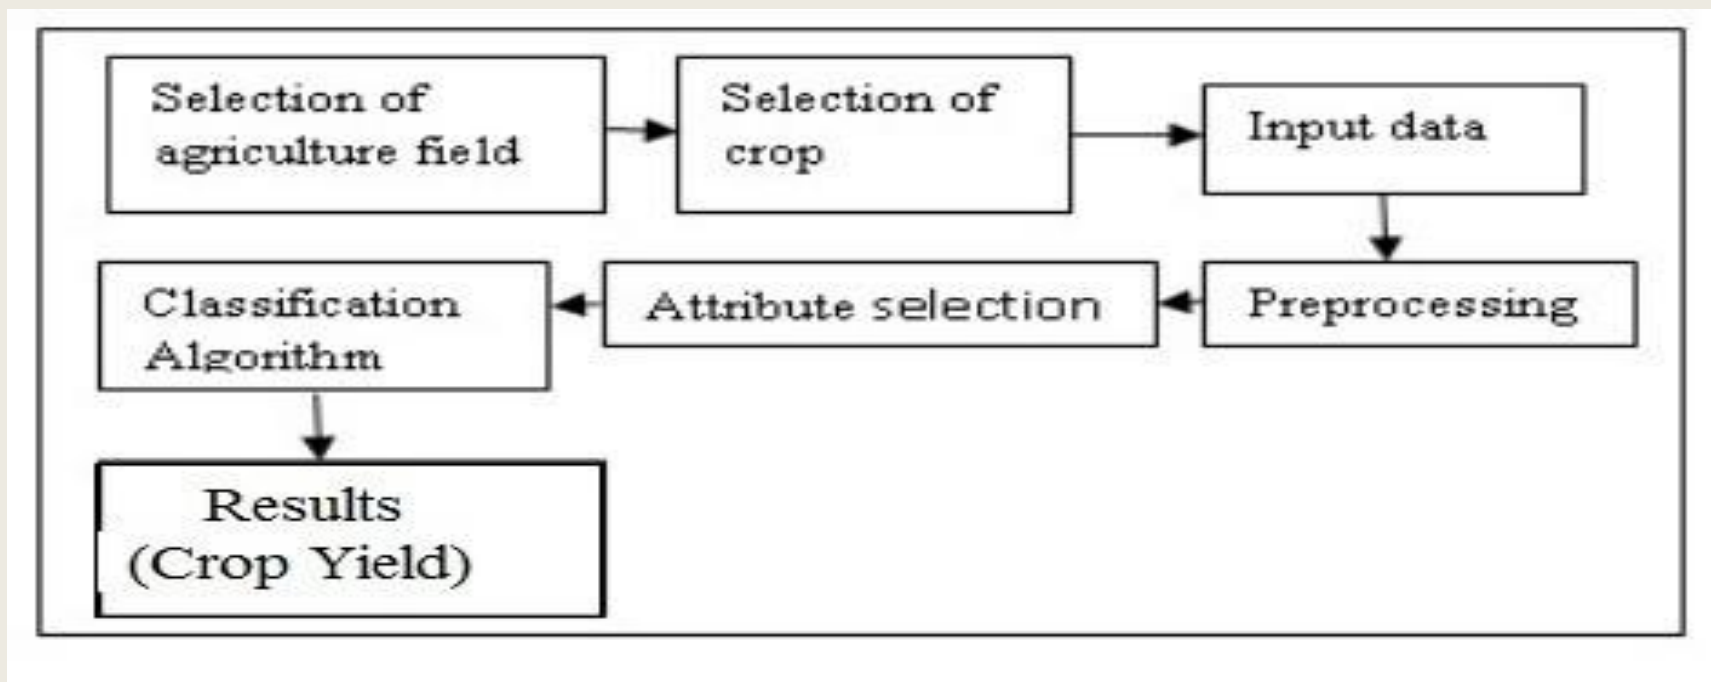 Selection of
agriculture field
Selection of
crop
Input data
Preprocessing
Attribute selection
Classification
Algorithm
Results
(Crop Yield)